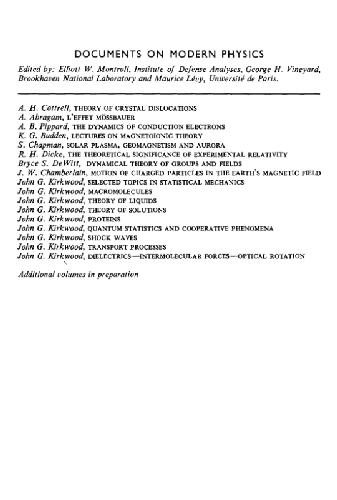 DOCUMENTS ON MODERN PHYSICS
Edited by: Elliott W. Montroll, Institute of Defense Analyses, George H. Vineyard,
Brookhaven National Laboratory and Maurice Lévy, Université de Paris.
A. H. Cottrell, THEORY OF CRYSTAL DISLOCATIONS
A. Abragam, L'EFFET MÖSSBAUER
A. B. Pippard, THE DYNAMICS OF CONDUCTION ELECTRONS
K. G. Budden, LECTURES ON MAGNETOIONIC THEORY
S. Chapman, SOLAR PLASMA, GEOMAGNETISM AND AURORA
R. H. Dicke, THE THEORETICAL SIGNIFICANCE OF EXPERIMENTAL RELATIVITY
Bryce S. DeWitt, DYNAMICAL THEORY OF GROUPS AND FIELDS
J. W. Chamberlain, MOTION OF CHARGED PARTICLES IN THE EARTH'S MAGNETIC FIELD
John G. Kirkwood, SELECTED TOPICS IN STATISTICAL MECHANICS
John G. Kirkwood, MACROMOLECULES
John G. Kirkwood, THEORY OF LIQUIDS
John G. Kirkwood, THEORY OF SOLUTIONS
John G. Kirkwood, PROTEINS
John G. Kirkwood, QUANTUM STATISTICS AND COOPERATIVE PHENOMENA
John G. Kirkwood, SHOCK WAVES
John G. Kirkwood, TRANSPORT PROCESSES
John G. Kirkwood, DIELECTRICS—INTERMOLECULAR FORCES—OPTICAL ROTATION
Additional volumes in preparation